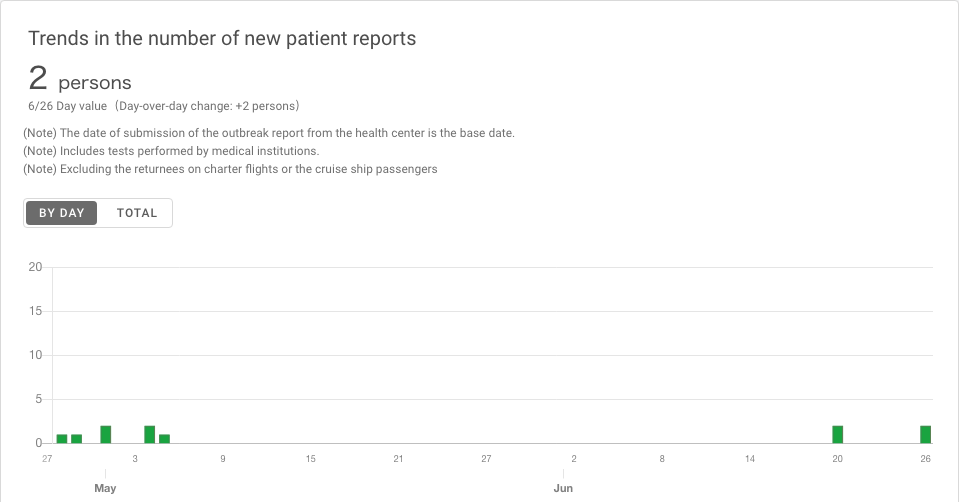 Trends in the number of new patient reports
2 persons
6/26 Day value (Day-over-day change: +2 persons)
(Note) The date of submission of the outbreak report from the health center is the base date.
(Note) Includes tests performed by medical institutions.
(Note) Excluding the returnees on charter flights or the cruise ship passengers
BY DAY TOTAL
20
15
10
5
0
27 3 9 15 21 27 2 8 14 20 26
May Jun